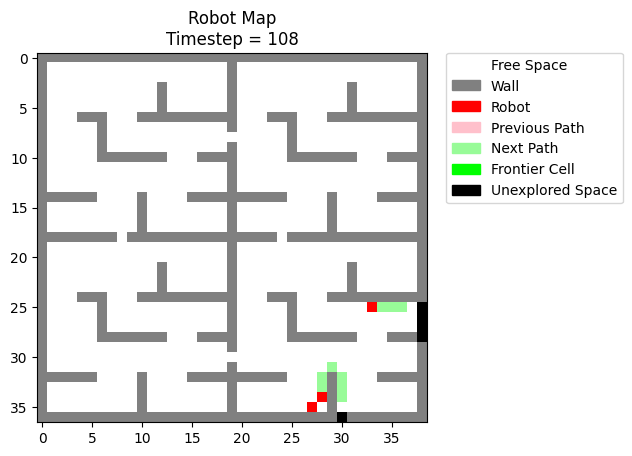 Robot Map
Timestep = 108
0
5
10
15
20
25
30
35
0
5
10
15
20
25
30
35
Free Space
Wall
Robot
Previous Path
Next Path
Frontier Cell
Unexplored Space